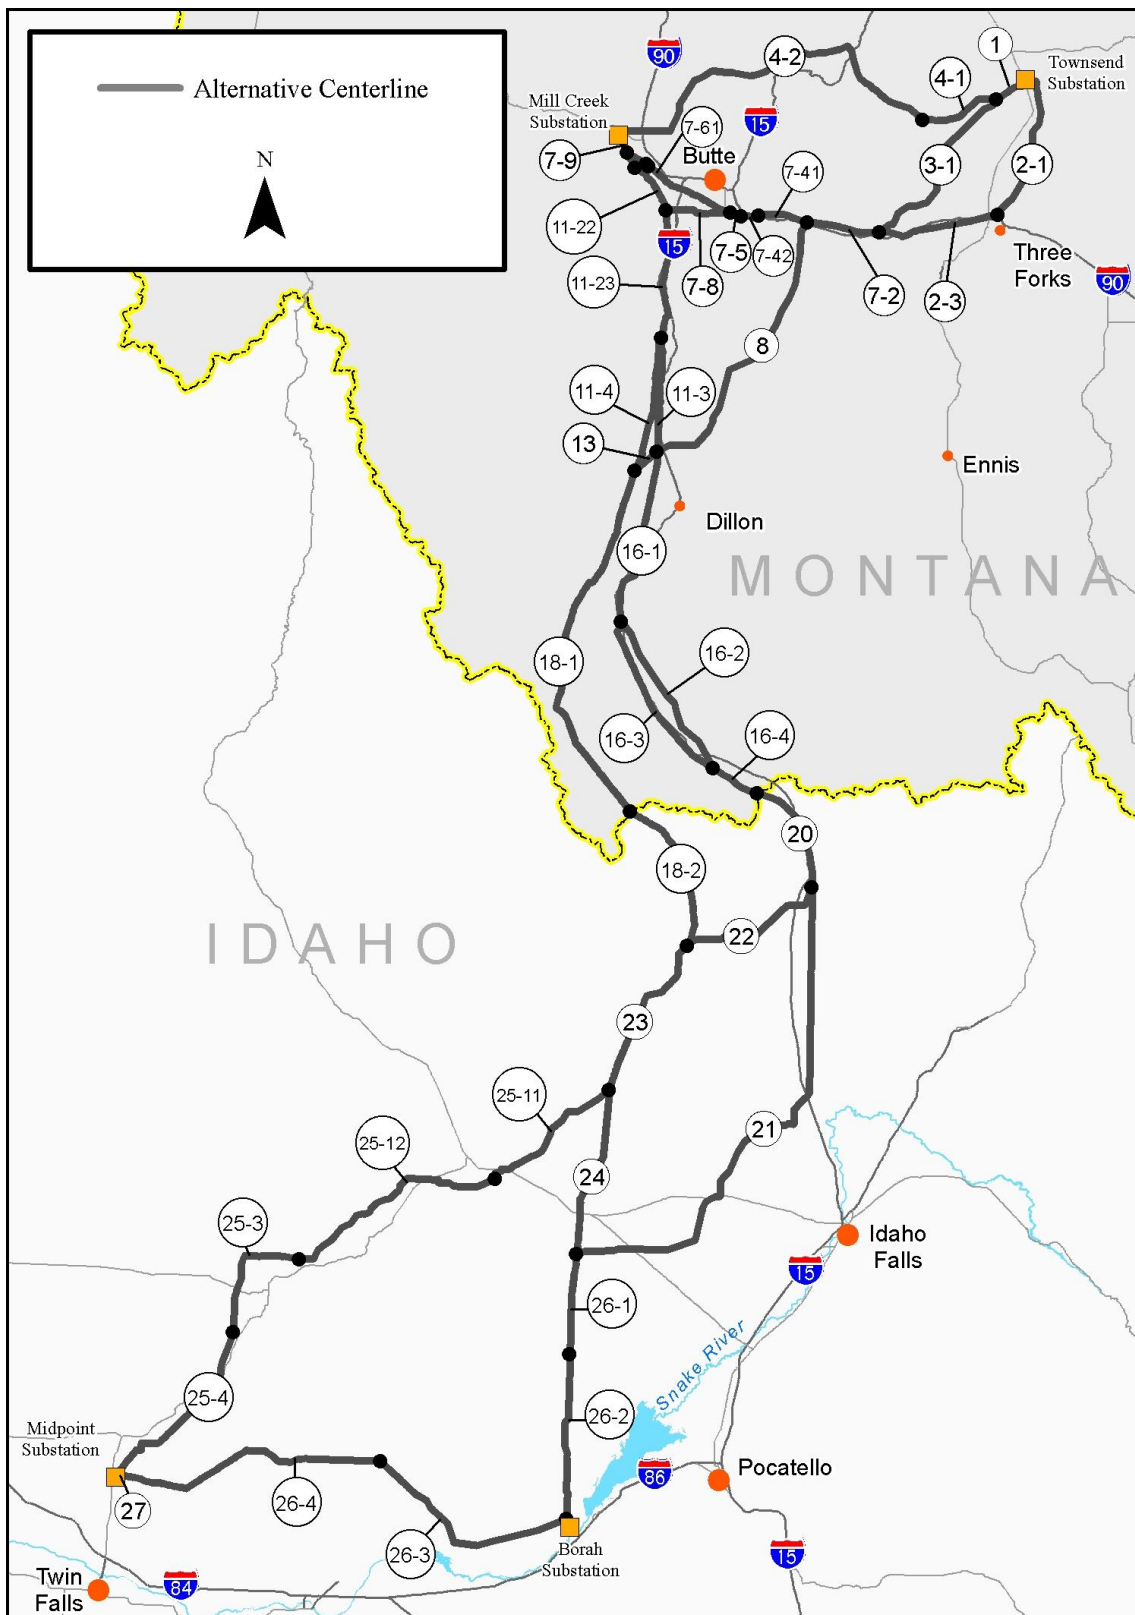 Alternative Centerline
N
90
4-2
1
Townsend
Substation
4-1
Mill Creek
Substation
15
7-61
Butte
7-9
7-41
3-1
2-1
11-22
15
7-5
7-42
Three
Forks
11-23
7-8
7-2
2-3
90
8
11-4
11-3
13
Ennis
Dillon
16-1
MONTANA
18-1
16-2
16-3
16-4
20
18-2
IDAHO
22
23
25-11
21
25-12
24
25-3
Idaho
Falls
15
26-1
Snake River
25-4
26-2
Midpoint
Substation
86
Pocatello
27
26-4
26-3
Borah
Substation
15
Twin
Falls
84